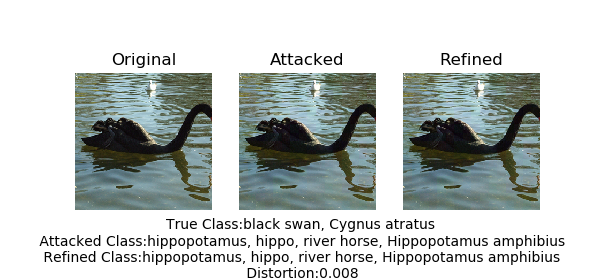 Original Attacked Refined
True Class:black swan, Cygnus atratus
Attacked Class:hippopotamus, hippo, river horse, Hippopotamus amphibius
Refined Class:hippopotamus, hippo, river horse, Hippopotamus amphibius
Distortion:0.008